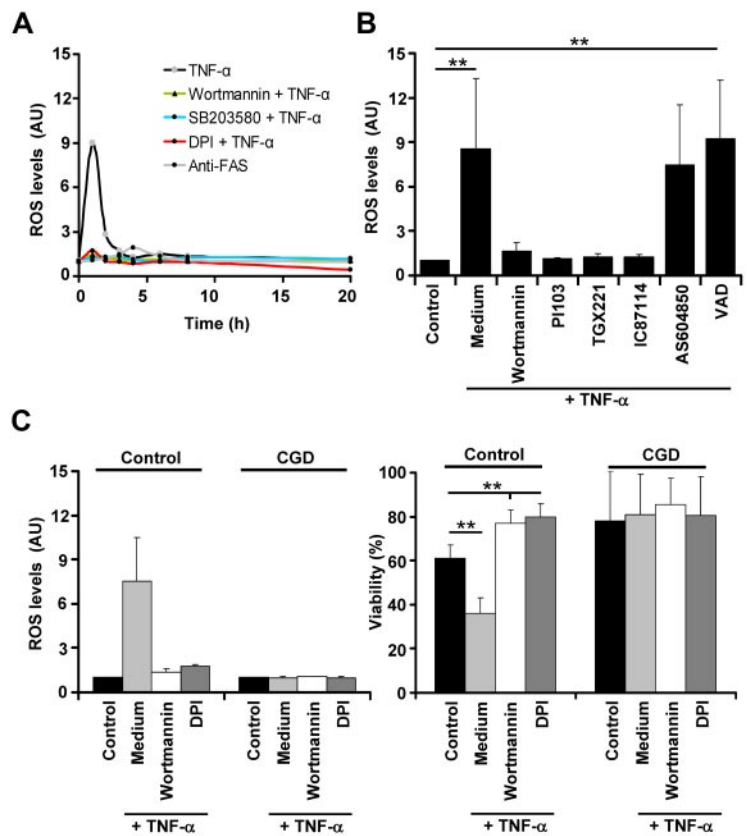 A
ROS levels (AU)
15
12
9
6
3
0
0
5
10
15
20
Time (h)
TNF-α
Wortmannin + TNF-α
SB203580 + TNF-α
DPI + TNF-α
Anti-FAS
B
ROS levels (AU)
15
12
9
6
3
0
**
**
Control
Medium
Wortmannin
PI103
TGX221
IC87114
AS604850
VAD
+ TNF-α
C
Control
CGD
ROS levels (AU)
15
12
9
6
3
0
Control
Medium
Wortmannin
DPI
Control
Medium
Wortmannin
DPI
+ TNF-α
+ TNF-α
Control
CGD
Viability (%)
100
80
60
40
20
0
**
**
Control
Medium
Wortmannin
DPI
Control
Medium
Wortmannin
DPI
+ TNF-α
+ TNF-α